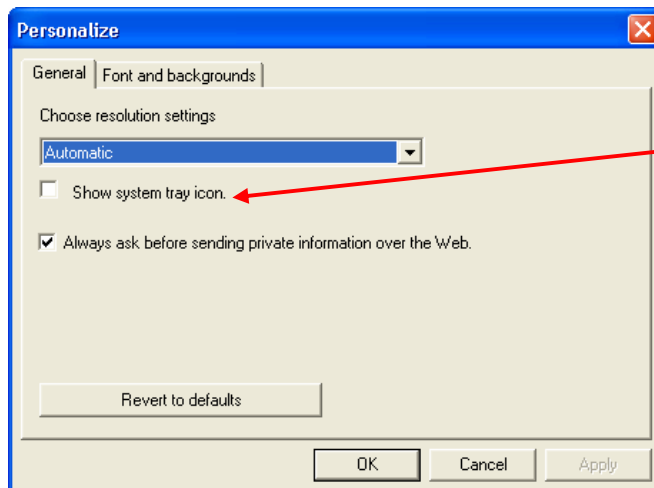 Personalize
General Font and backgrounds
Choose resolution settings
Automatic
Show system tray icon.
Always ask before sending private information over the Web.
Revert to defaults
OK Cancel Apply